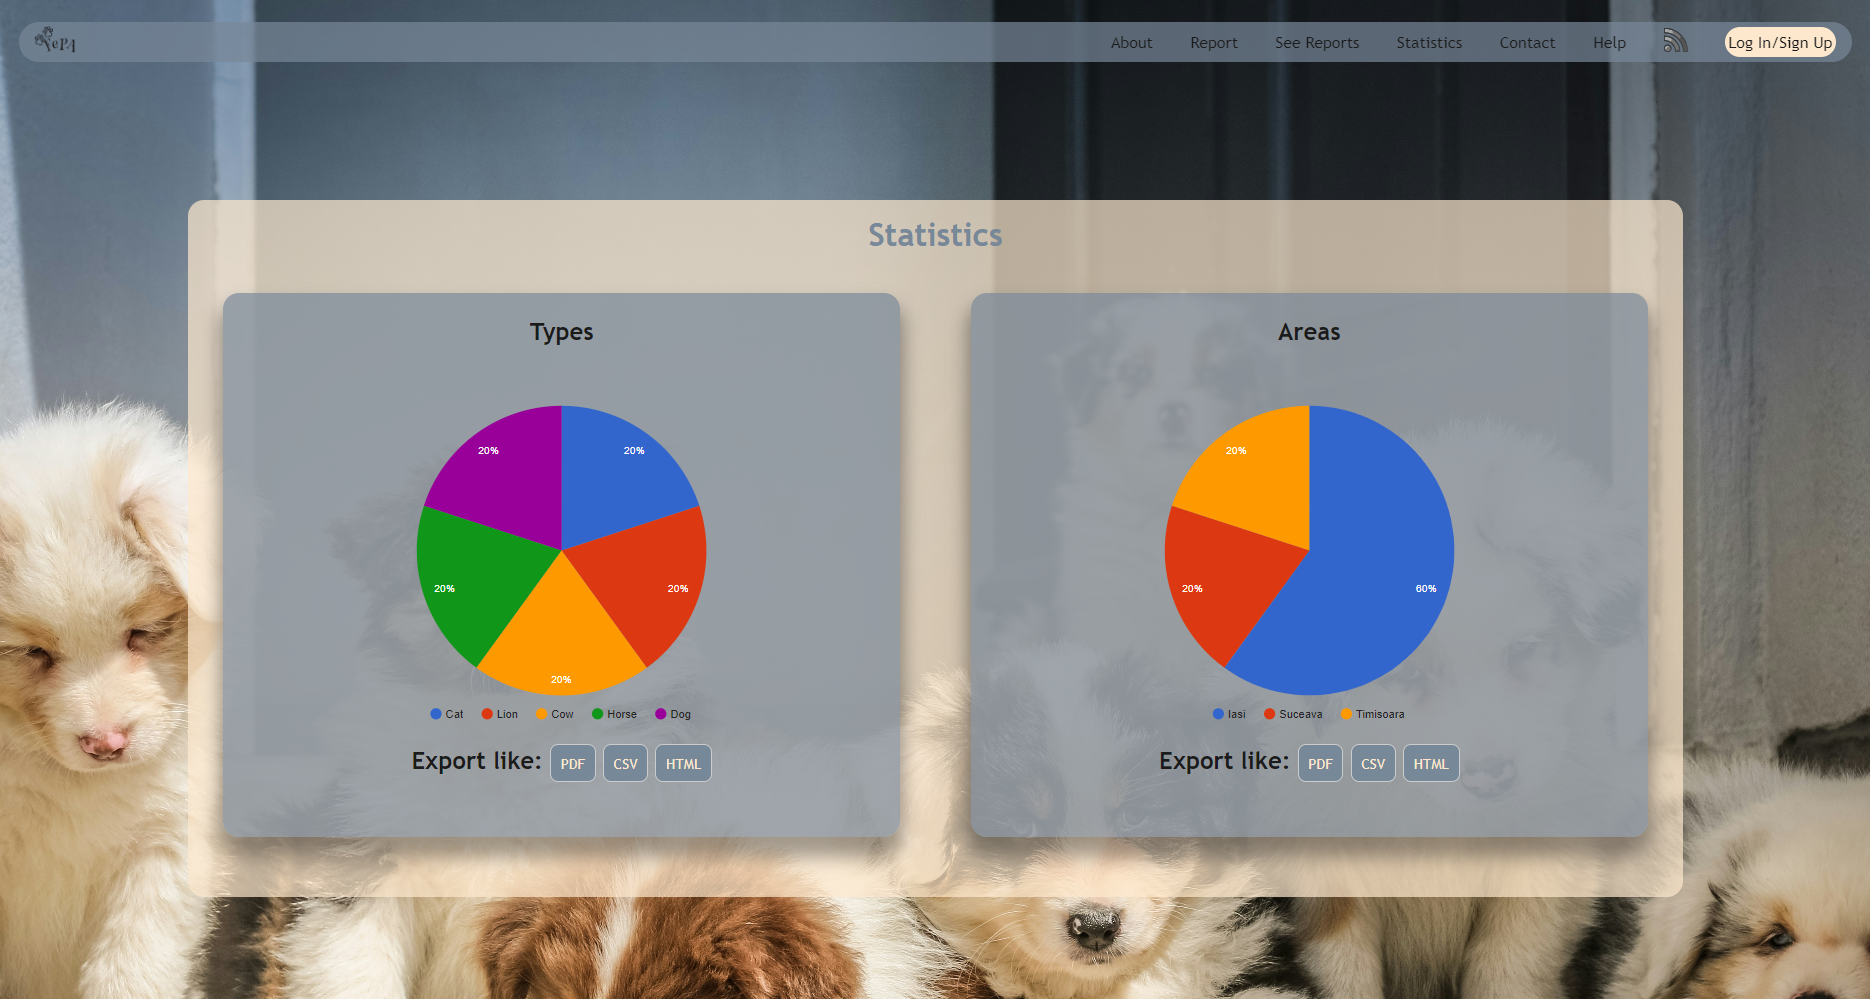 ePA
About Report See Reports Statistics Contact Help Log In/Sign Up
Statistics
Types
20% 20%
20% 20%
20%
Cat Lion Cow Horse Dog
Export like: PDF CSV HTML
Areas
20%
20% 60%
Iasi Suceava Timisoara
Export like: PDF CSV HTML